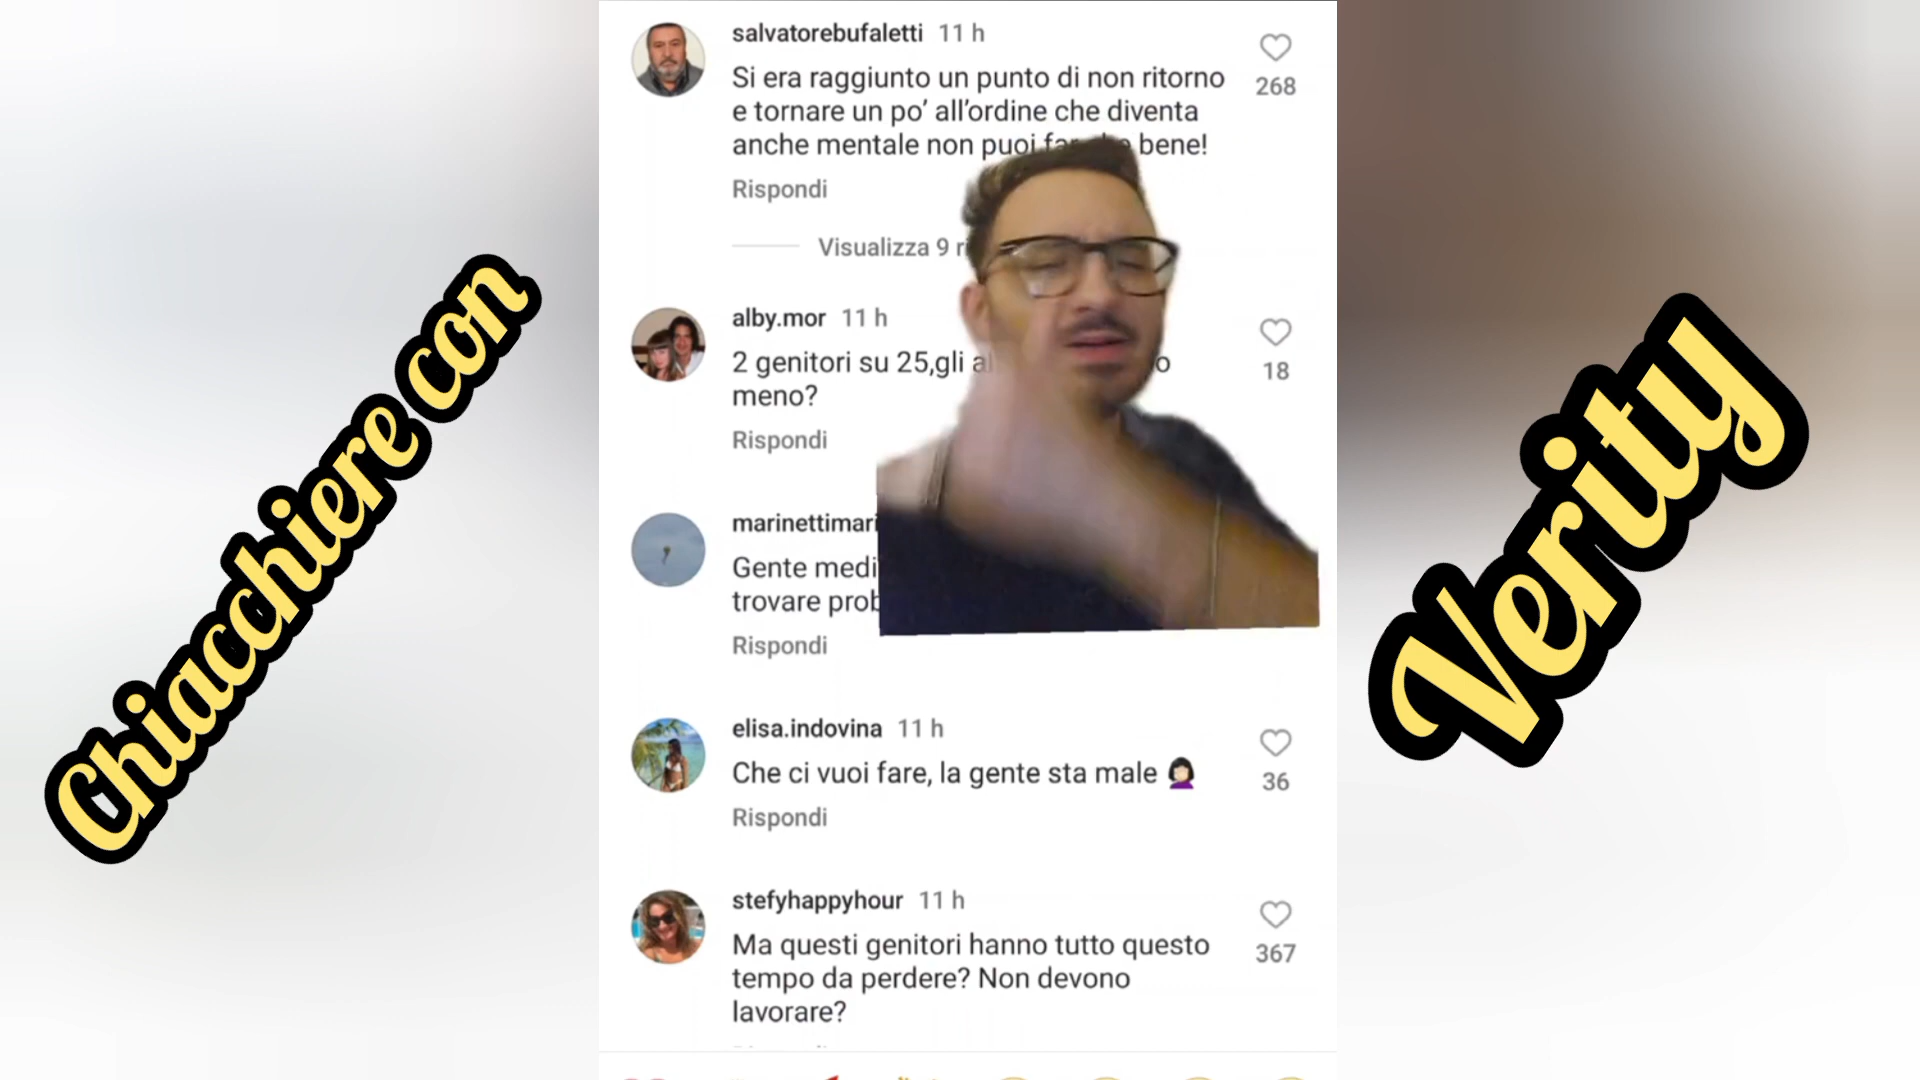 salvatorebufaletti 11 h
Si era raggiunto un punto di non ritorno
268
e tornare un po’ all’ordine che diventa
anche mentale non puoi bene!
Rispondi
Visualizza 9
alby.mor 11 h
2 genitori su 25,gli
18
meno?
Rispondi
Gente
trovare
Rispondi
elisa.indovina 11 h
Che ci vuoi fare, la gente sta male 🤦🏻‍♀️
36
Rispondi
stefyhappyhour 11 h
Ma questi genitori hanno tutto questo
367
tempo da perdere? Non devono
lavorare?
Chiacchiere con
Verity